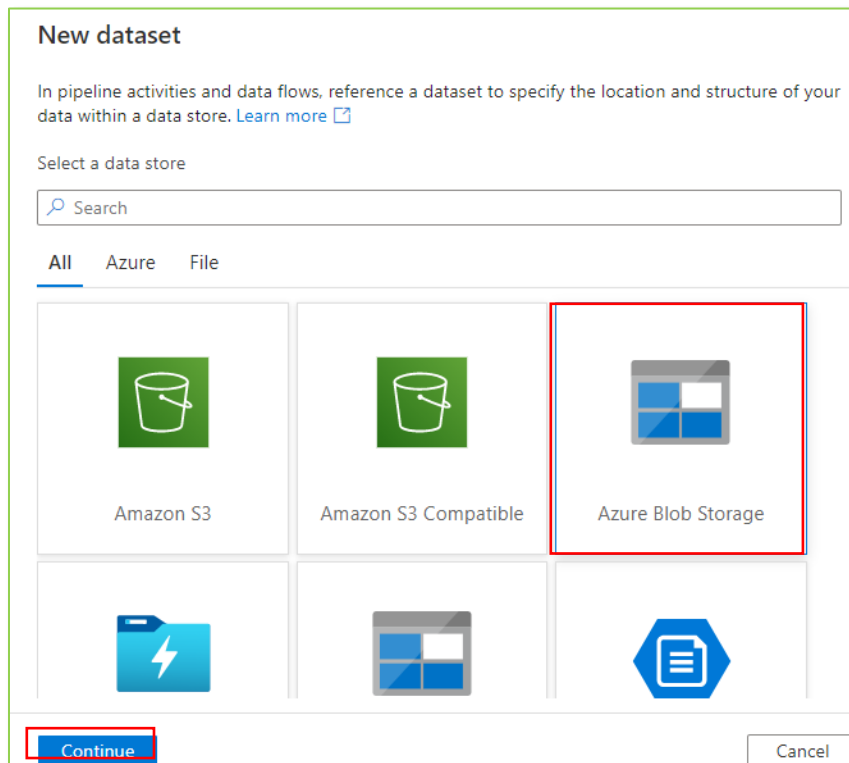 New dataset
In pipeline activities and data flows, reference a dataset to specify the location and structure of your
data within a data store. Learn more
Select a data store
Search
All Azure File
Amazon S3 Amazon S3 Compatible Azure Blob Storage
Continue Cancel